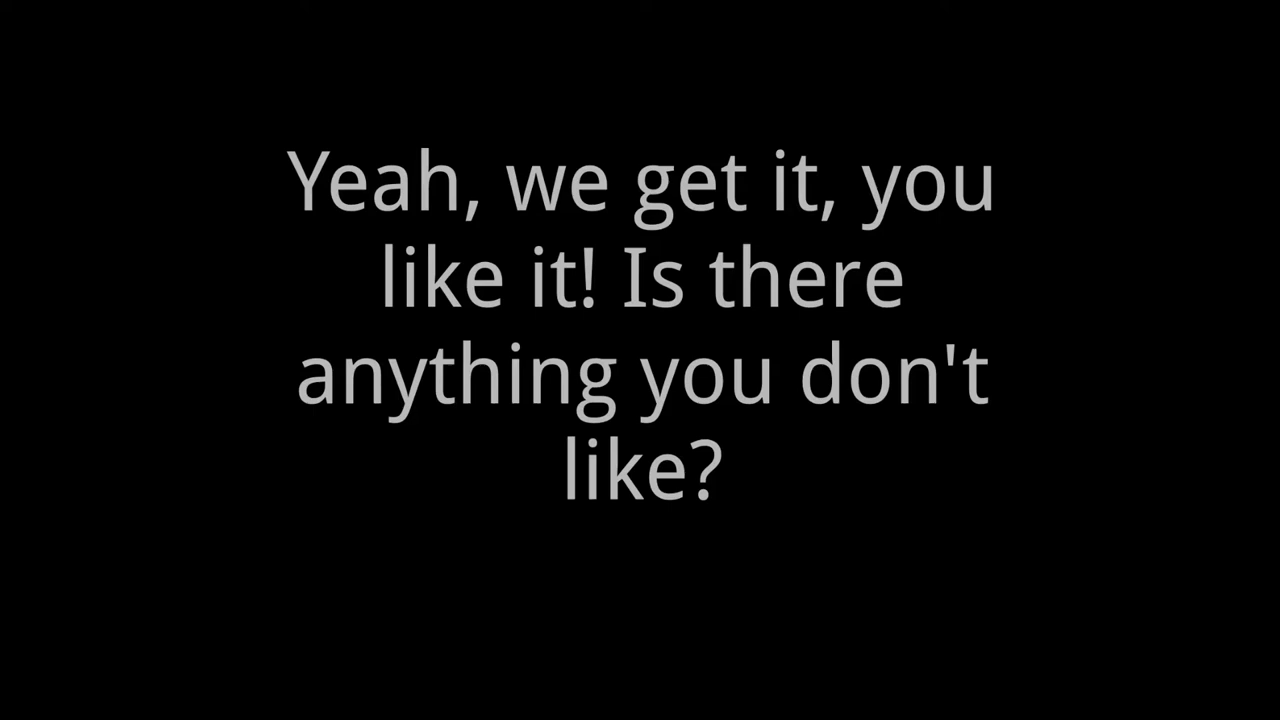 Yeah, we get it, you
like it! Is there
anything you don't
like?